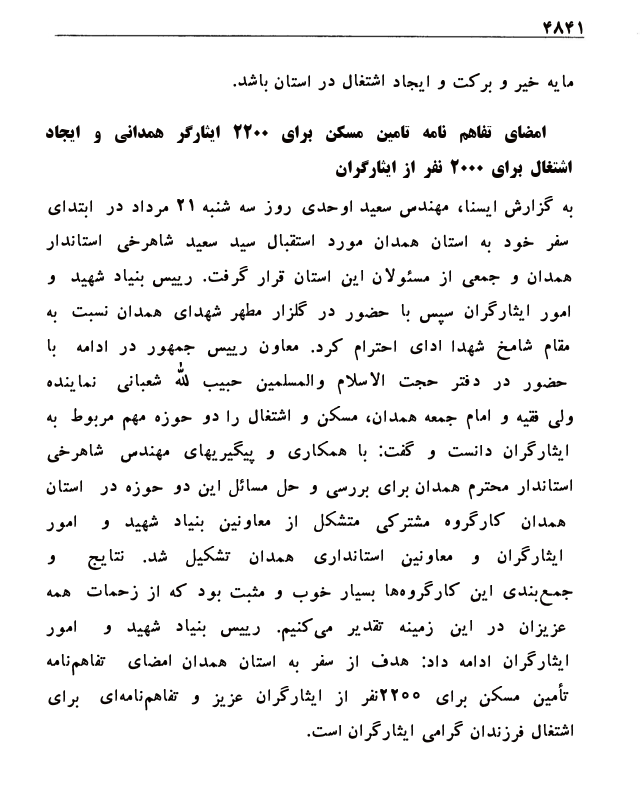 ۴۸۴۱
مایه خیر و برکت و ایجاد اشتغال در استان باشد.
امضای تفاهم نامه تامین مسکن برای ۲۲۰۰ ایثارگر همدانی و ایجاد
اشتغال برای ۲۰۰۰ نفر از ایثارگران
به گزارش ایسنا، مهندس سعید اوحدی روز سه شنبه ۲۱ مرداد در ابتدای
سفر خود به استان همدان مورد استقبال سید سعید شاهرخی استاندار
همدان و جمعی از مسئولان این استان قرار گرفت. رییس بنیاد شهید و
امور ایثارگران سپس با حضور در گلزار مطهر شهدای همدان نسبت به
مقام شامخ شهدا ادای احترام کرد. معاون رییس جمهور در ادامه با
حضور در دفتر حجت الاسلام والمسلمین حبیب لله شعبانی نماینده
ولی فقیه و امام جمعه همدان، مسکن و اشتغال را دو حوزه مهم مربوط به
ایثارگران دانست و گفت: با همکاری و پیگیریهای مهندس شاهرخی
استاندار محترم همدان برای بررسی و حل مسائل این دو حوزه در استان
همدان کارگروه مشترکی متشکل از معاونین بنیاد شهید و امور
ایثارگران و معاونین استانداری همدان تشکیل شد. نتایج و
جمع‌بندی این کارگروه‌ها بسیار خوب و مثبت بود که از زحمات همه
عزیزان در این زمینه تقدیر می‌کنیم. رییس بنیاد شهید و امور
ایثارگران ادامه داد: هدف از سفر به استان همدان امضای تفاهم‌نامه
تأمین مسکن برای ۲۲۰۰نفر از ایثارگران عزیز و تفاهم‌نامه‌ای برای
اشتغال فرزندان گرامی ایثارگران است.